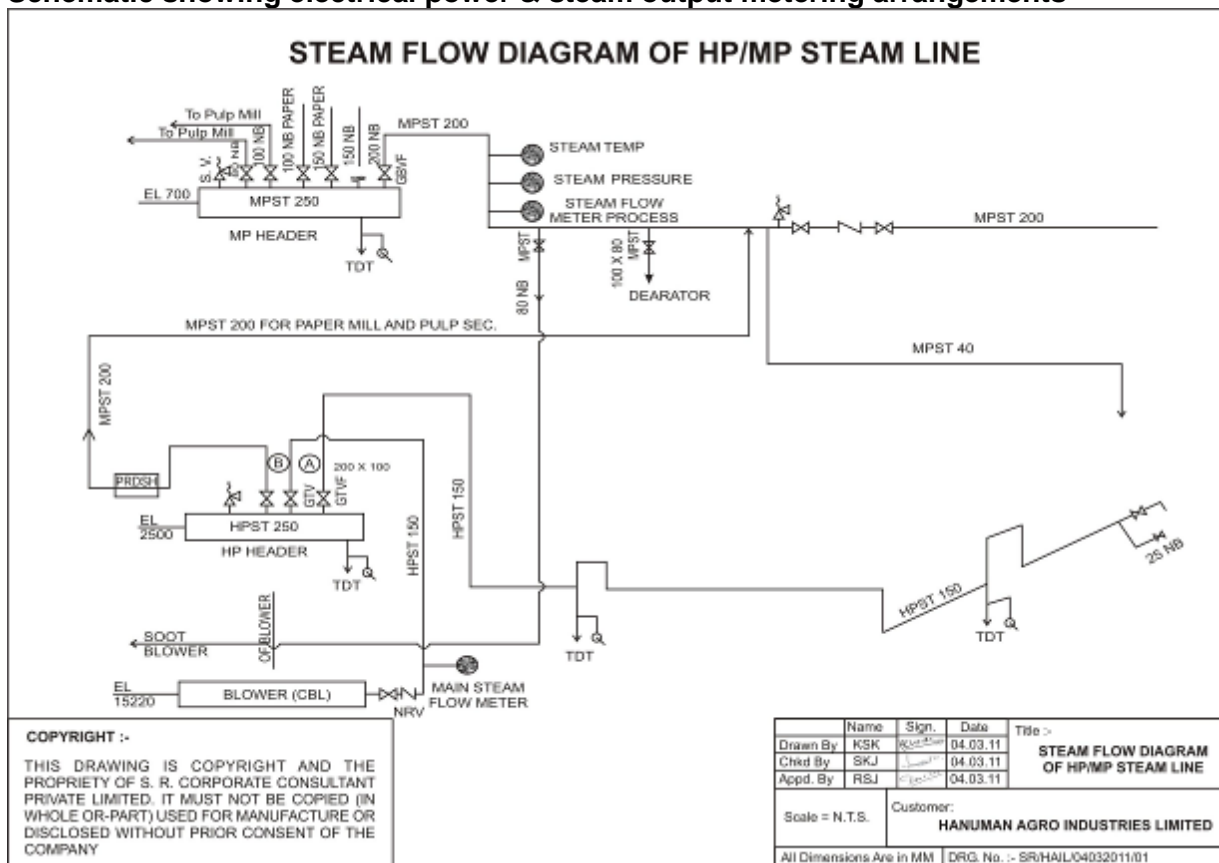 Schematic showing electrical power & steam output metering arrangements
STEAM FLOW DIAGRAM OF HP/MP STEAM LINE
To Pulp Mill
To Pulp Mill
S. V.
80 NB
100 NB
100 NB PAPER
150 NB PAPER
150 NB
200 NB
GBVF
MPST 200
STEAM TEMP
STEAM PRESSURE
STEAM FLOW
METER PROCESS
EL 700
MPST 250
MP HEADER
TDT
MPST
80 NB
100 X 80
MPST
DEARATOR
MPST 200
MPST 200 FOR PAPER MILL AND PULP SEC.
MPST 40
MPST 200
PRDSH
B
A
200 X 100
GTV
GTVF
EL
2500
HPST 250
HP HEADER
TDT
HPST 150
HPST 150
HPST 150
25 NB
TDT
TDT
SOOT
BLOWER
OF BLOWER
EL
15220
BLOWER (CBL)
NRV
MAIN STEAM
FLOW METER
COPYRIGHT :-
THIS DRAWING IS COPYRIGHT AND THE
PROPRIETY OF S. R. CORPORATE CONSULTANT
PRIVATE LIMITED. IT MUST NOT BE COPIED (IN
WHOLE OR-PART) USED FOR MANUFACTURE OR
DISCLOSED WITHOUT PRIOR CONSENT OF THE
COMPANY
Name Sign. Date
Drawn By KSK 04.03.11
Chkd By SKJ 04.03.11
Appd. By RSJ 04.03.11
Title :-
STEAM FLOW DIAGRAM
OF HP/MP STEAM LINE
Scale = N.T.S.
Customer:
HANUMAN AGRO INDUSTRIES LIMITED
All Dimensions Are in MM DRG. No. :- SR/HAIL/04032011/01